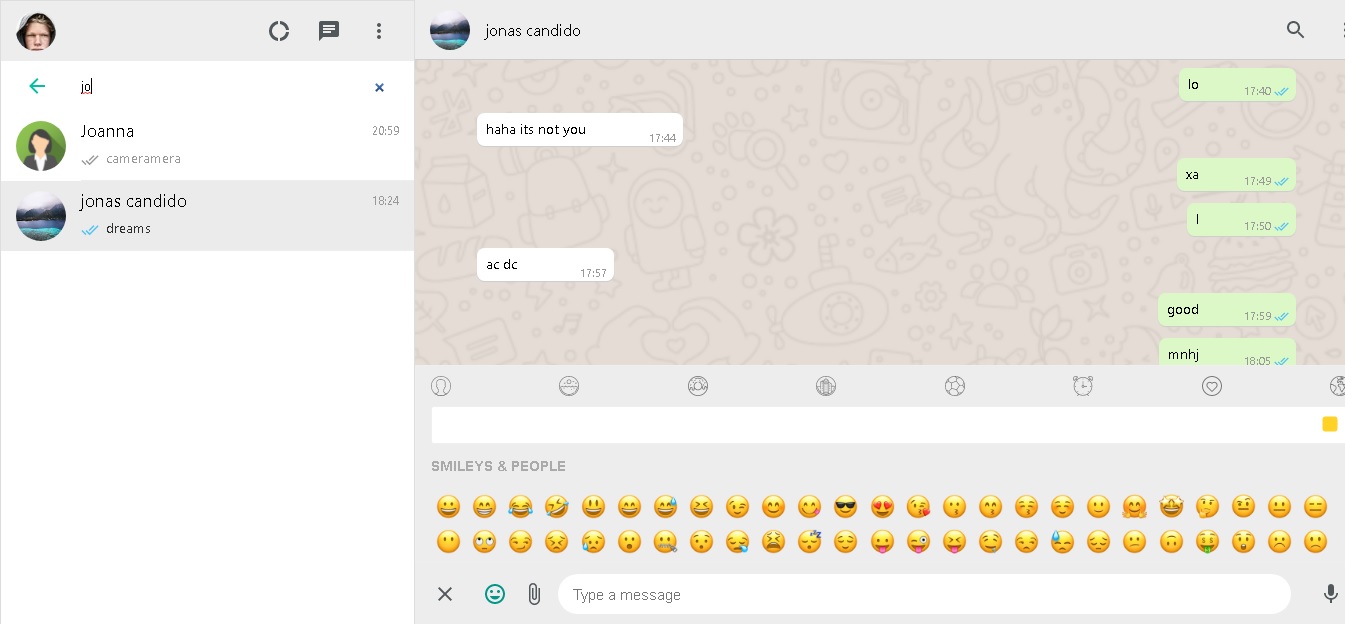 jo
Joanna 20:59
cameramera
jonas candido 18:24
dreams
jonas candido
lo 17:40
haha its not you 17:44
xa 17:49
l 17:50
ac dc 17:57
good 17:59
mnhj 18:05
SMILEYS & PEOPLE
Type a message